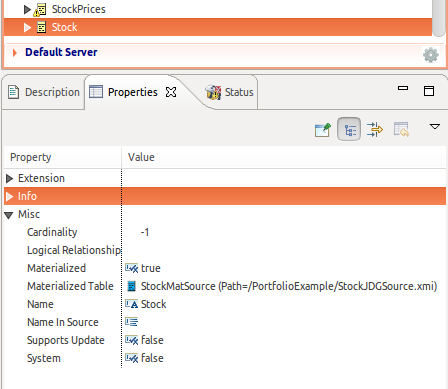 StockPrices
Stock
Default Server
Description Properties Status
Property Value
Extension
Info
Misc
Cardinality -1
Logical Relationship
Materialized true
Materialized Table StockMatSource (Path=/PortfolioExample/StockJDGSource.xmi)
Name Stock
Name In Source
Supports Update false
System false